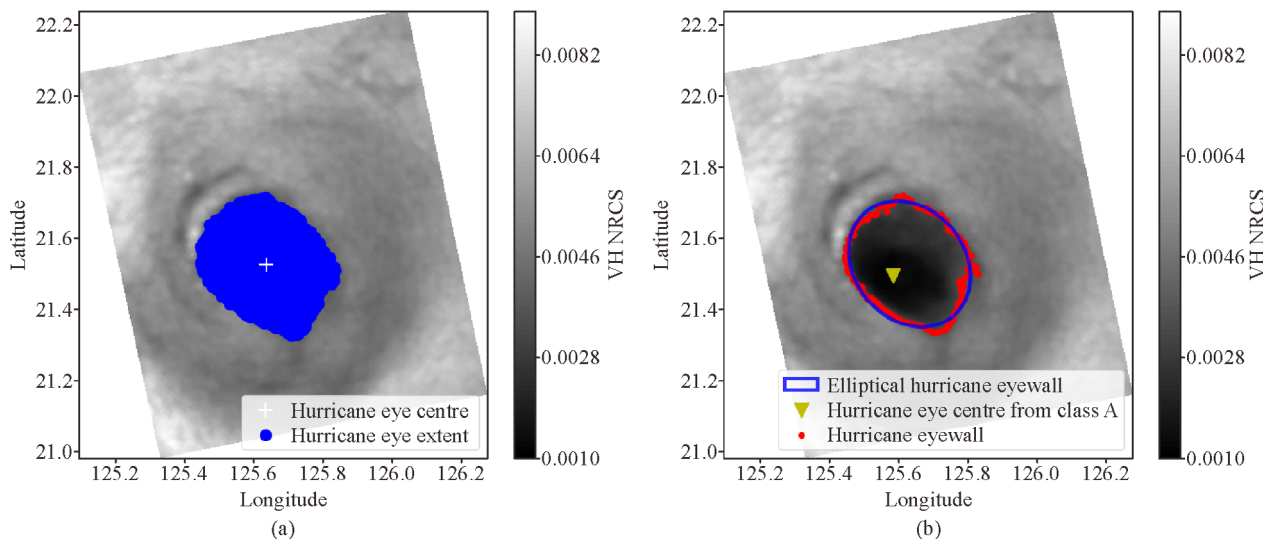 22.2
22.0
21.8
21.6
21.4
21.2
21.0
Latitude
125.2
125.4
125.6
125.8
126.0
126.2
Longitude
Hurricane eye centre
Hurricane eye extent
0.0082
0.0064
0.0046
0.0028
0.0010
VH NRCS
(a)
22.2
22.0
21.8
21.6
21.4
21.2
21.0
Latitude
125.2
125.4
125.6
125.8
126.0
126.2
Longitude
Elliptical hurricane eyewall
Hurricane eye centre from class A
Hurricane eyewall
0.0082
0.0064
0.0046
0.0028
0.0010
VH NRCS
(b)